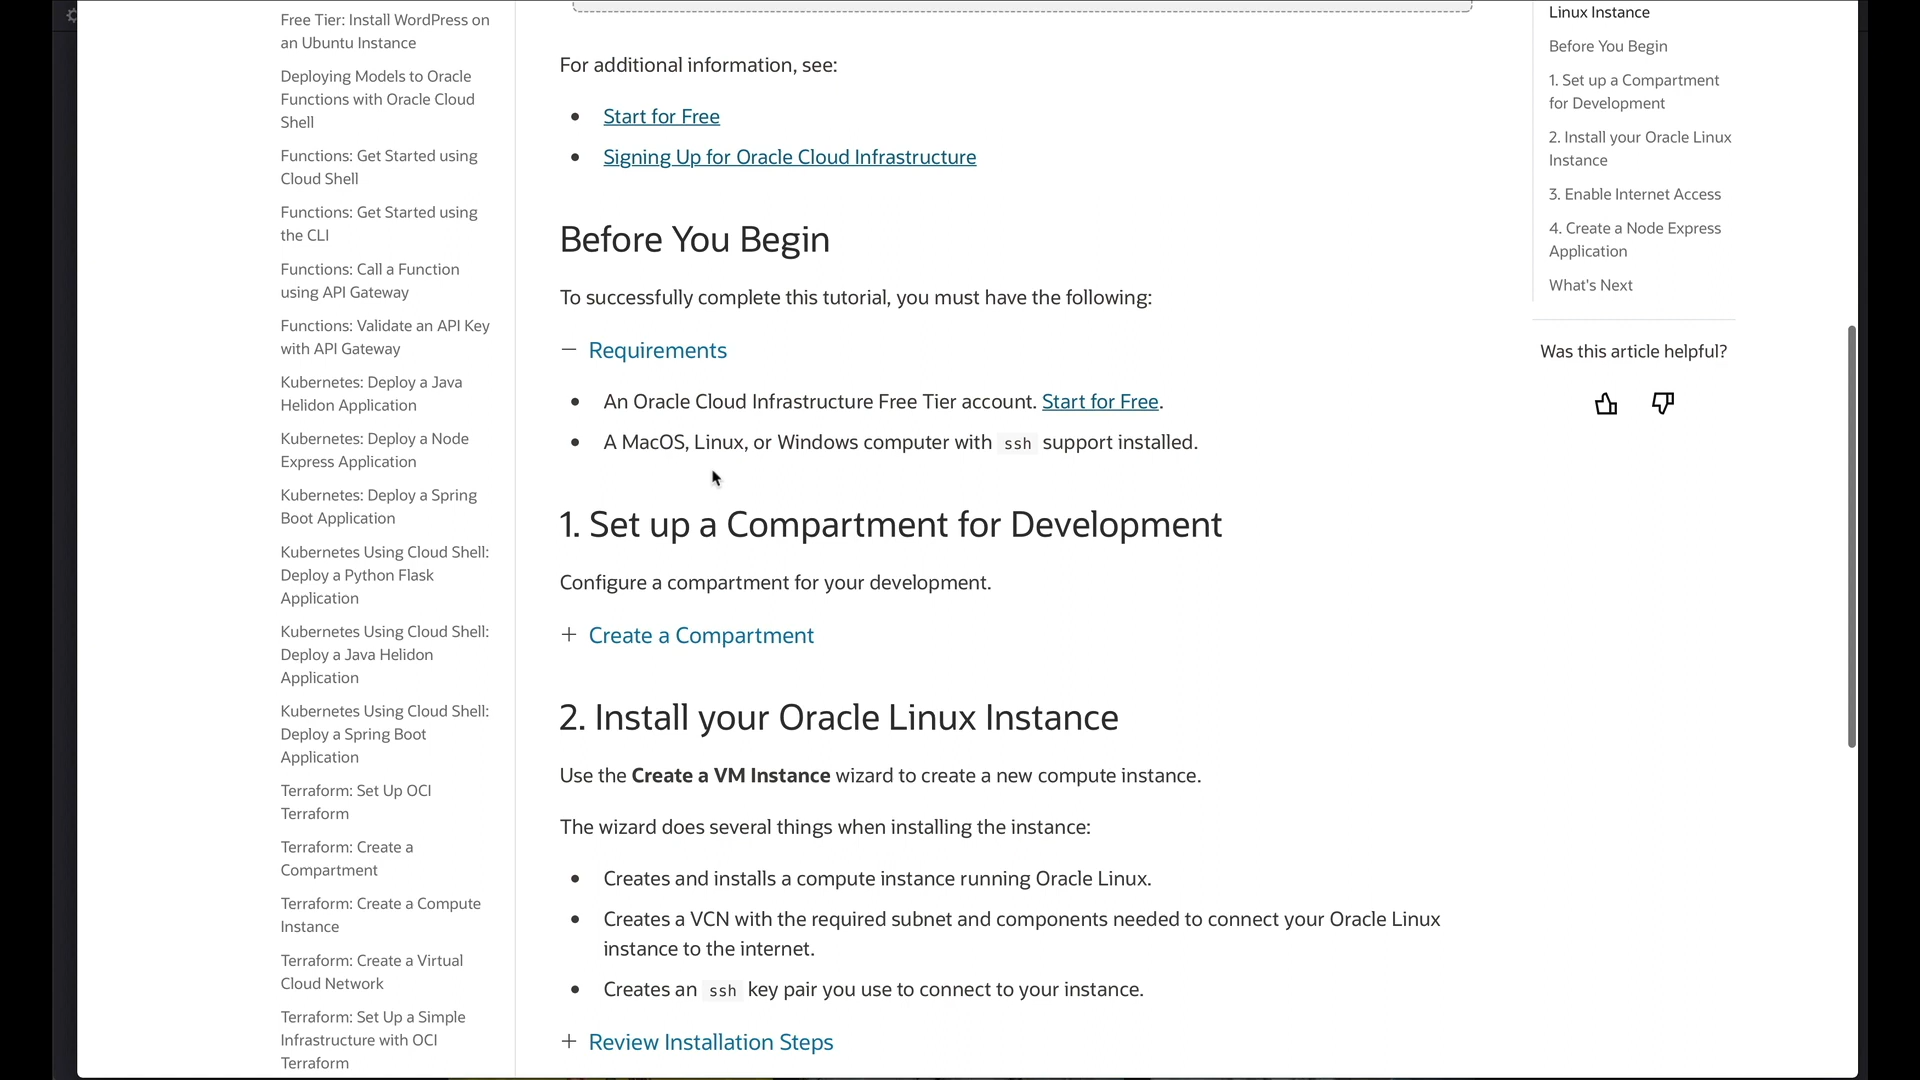 Free Tier: Install WordPress on
an Ubuntu Instance
Deploying Models to Oracle
Functions with Oracle Cloud
Shell
Functions: Get Started using
Cloud Shell
Functions: Get Started using
the CLI
Functions: Call a Function
using API Gateway
Functions: Validate an API Key
with API Gateway
Kubernetes: Deploy a Java
Helidon Application
Kubernetes: Deploy a Node
Express Application
Kubernetes: Deploy a Spring
Boot Application
Kubernetes Using Cloud Shell:
Deploy a Python Flask
Application
Kubernetes Using Cloud Shell:
Deploy a Java Helidon
Application
Kubernetes Using Cloud Shell:
Deploy a Spring Boot
Application
Terraform: Set Up OCI
Terraform
Terraform: Create a
Compartment
Terraform: Create a Compute
Instance
Terraform: Create a Virtual
Cloud Network
Terraform: Set Up a Simple
Infrastructure with OCI
Terraform
For additional information, see:
• Start for Free
• Signing Up for Oracle Cloud Infrastructure
Before You Begin
To successfully complete this tutorial, you must have the following:
− Requirements
• An Oracle Cloud Infrastructure Free Tier account. Start for Free.
• A MacOS, Linux, or Windows computer with ssh support installed.
1. Set up a Compartment for Development
Configure a compartment for your development.
+ Create a Compartment
2. Install your Oracle Linux Instance
Use the Create a VM Instance wizard to create a new compute instance.
The wizard does several things when installing the instance:
• Creates and installs a compute instance running Oracle Linux.
• Creates a VCN with the required subnet and components needed to connect your Oracle Linux
instance to the internet.
• Creates an ssh key pair you use to connect to your instance.
+ Review Installation Steps
Linux Instance
Before You Begin
1. Set up a Compartment
for Development
2. Install your Oracle Linux
Instance
3. Enable Internet Access
4. Create a Node Express
Application
What's Next
Was this article helpful?